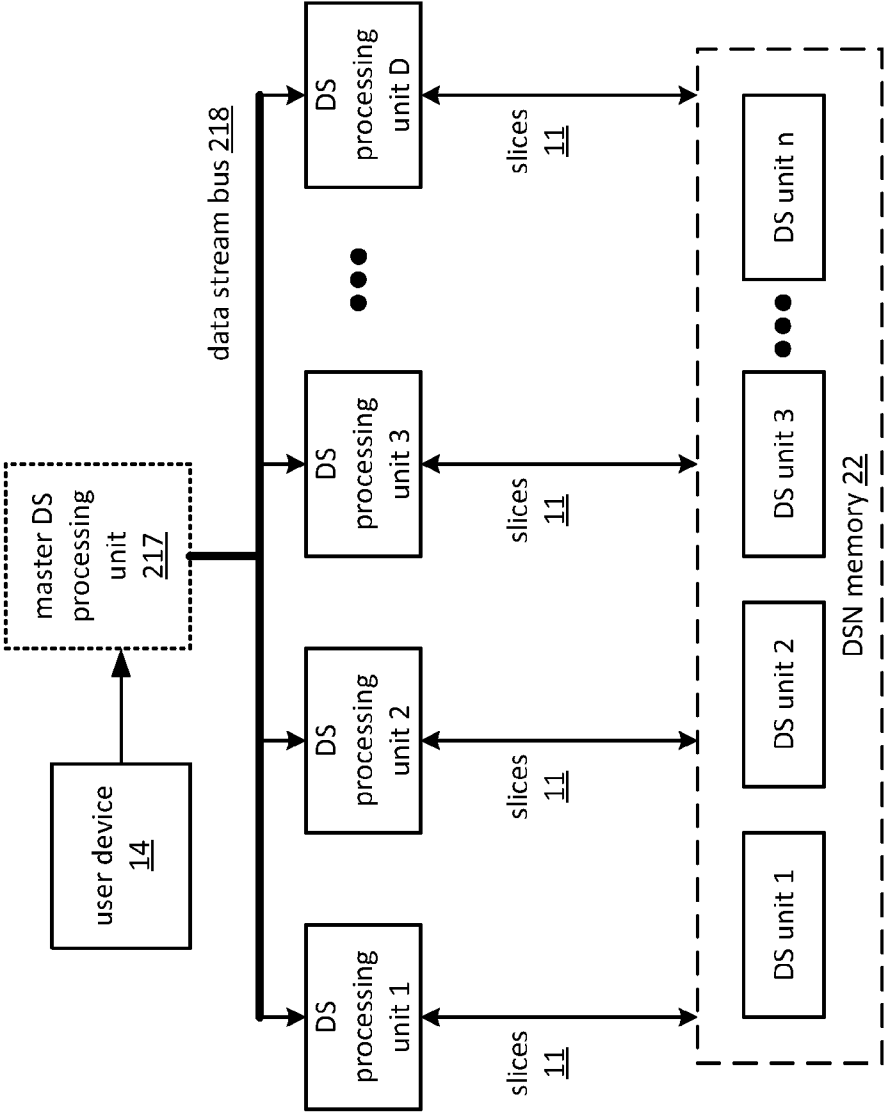 user device
14
master DS
processing
unit
217
data stream bus 218
DS
processing
unit 1
DS
processing
unit 2
DS
processing
unit 3
DS
processing
unit D
slices
11
slices
11
slices
11
slices
11
DS unit 1
DS unit 2
DS unit 3
DS unit n
DSN memory 22